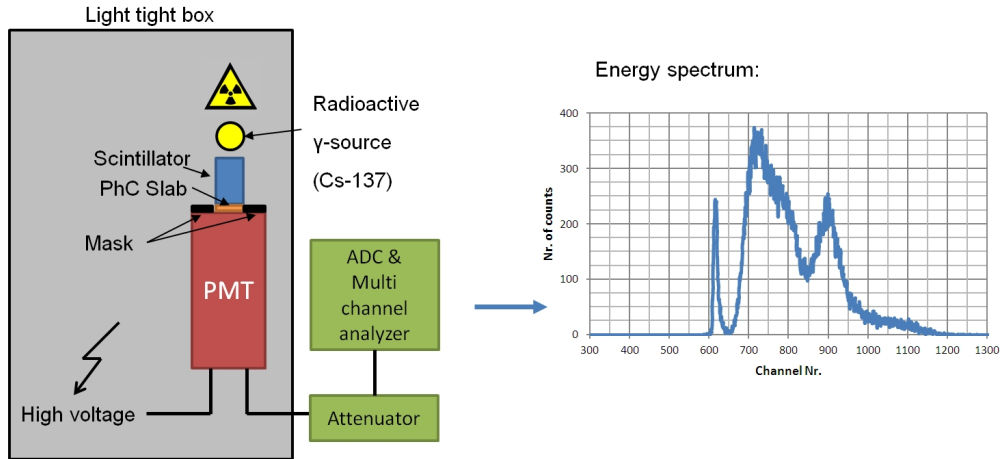 Light tight box
Radioactive
γ-source
(Cs-137)
Scintillator
PhC Slab
Mask
PMT
High voltage
ADC &
Multi
channel
analyzer
Attenuator
Energy spectrum:
Nr. of counts
400
300
200
100
0
300 400 500 600 700 800 900 1000 1100 1200 1300
Channel Nr.